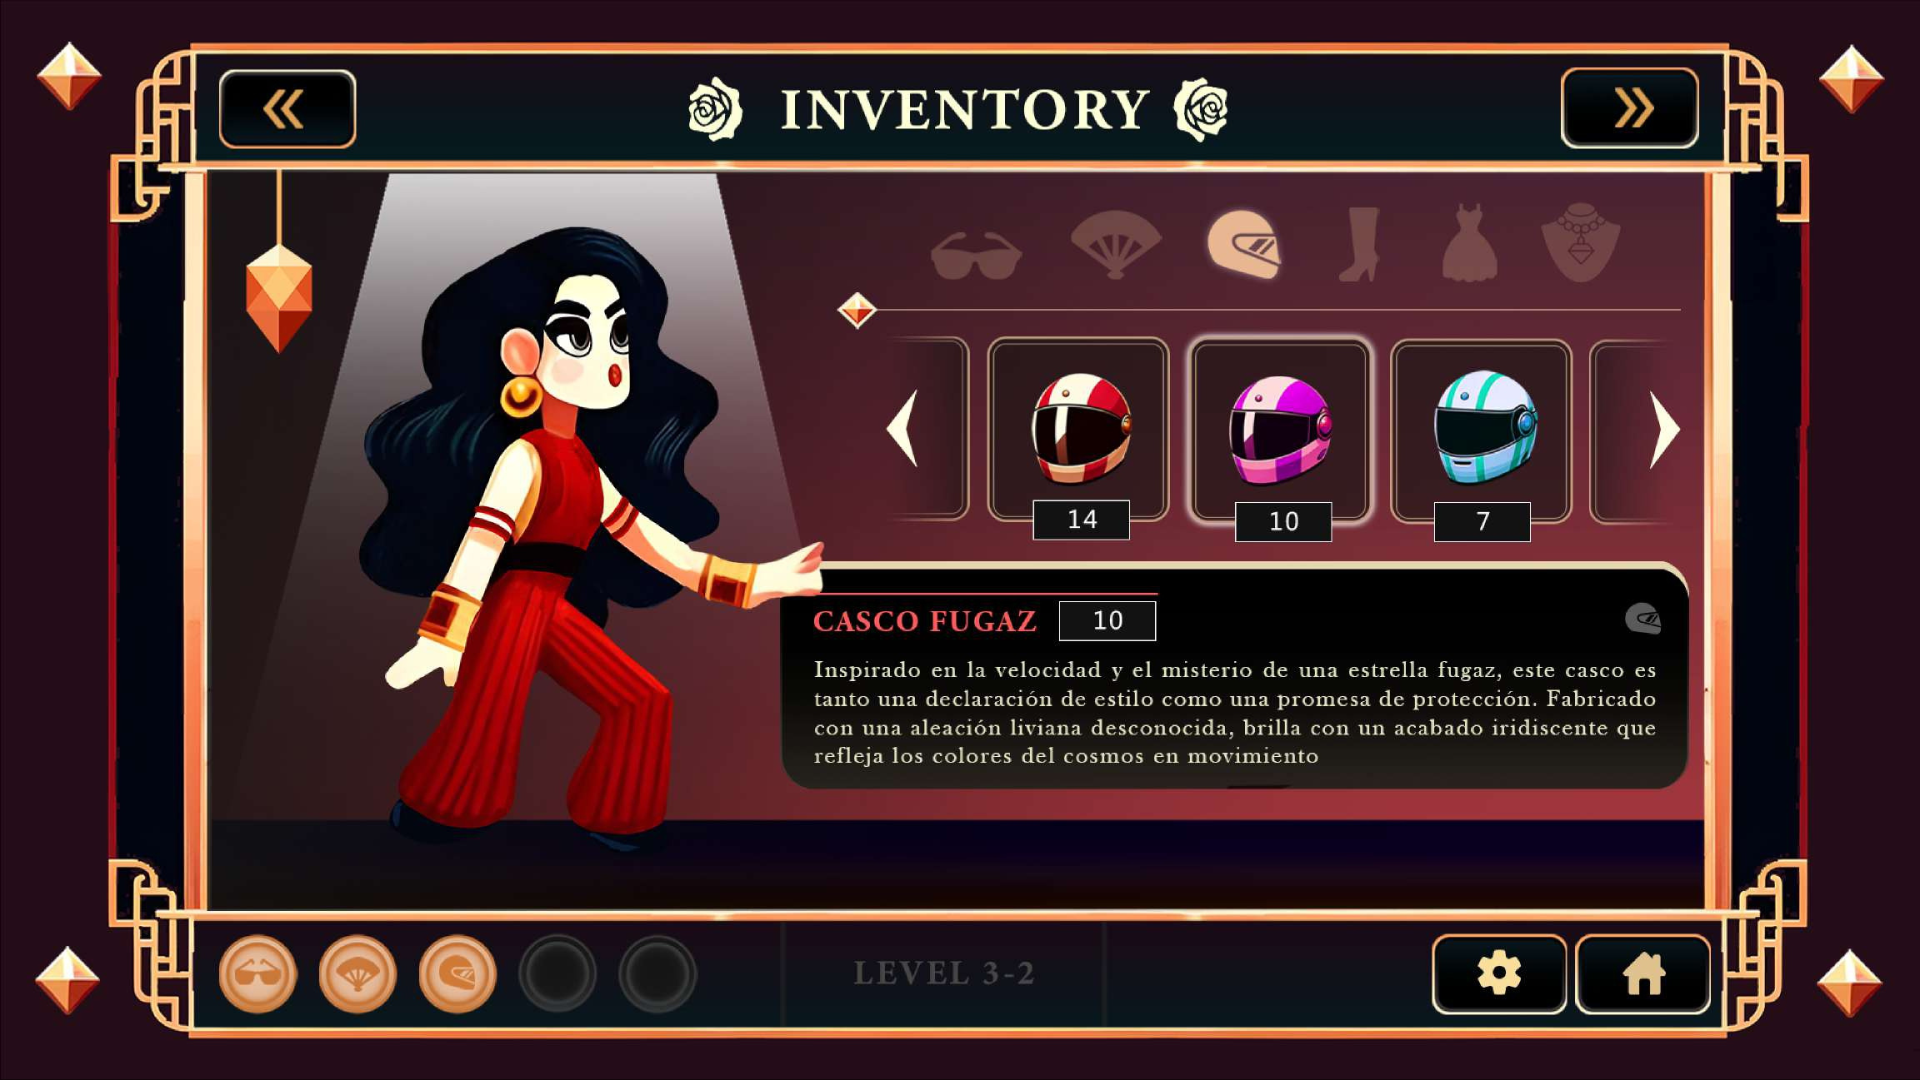 INVENTORY
14
10
7
CASCO FUGAZ 10
Inspirado en la velocidad y el misterio de una estrella fugaz, este casco es
tanto una declaración de estilo como una promesa de protección. Fabricado
con una aleación liviana desconocida, brilla con un acabado iridiscente que
refleja los colores del cosmos en movimiento
LEVEL 3-2